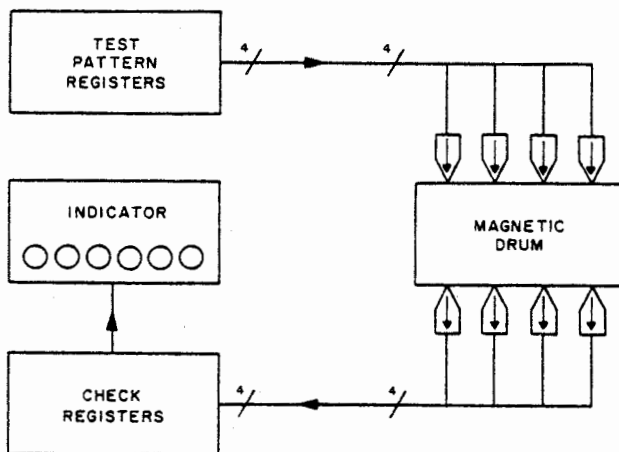 TEST
PATTERN
REGISTERS
4
4
INDICATOR
MAGNETIC
DRUM
CHECK
REGISTERS
4
4